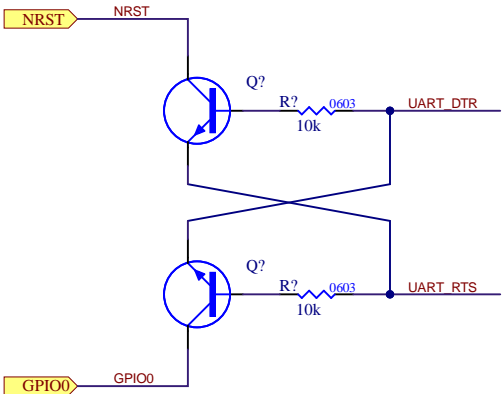 NRST
NRST
Q?
R?
0603
10k
UART_DTR
Q?
R?
0603
10k
UART_RTS
GPIO0
GPIO0